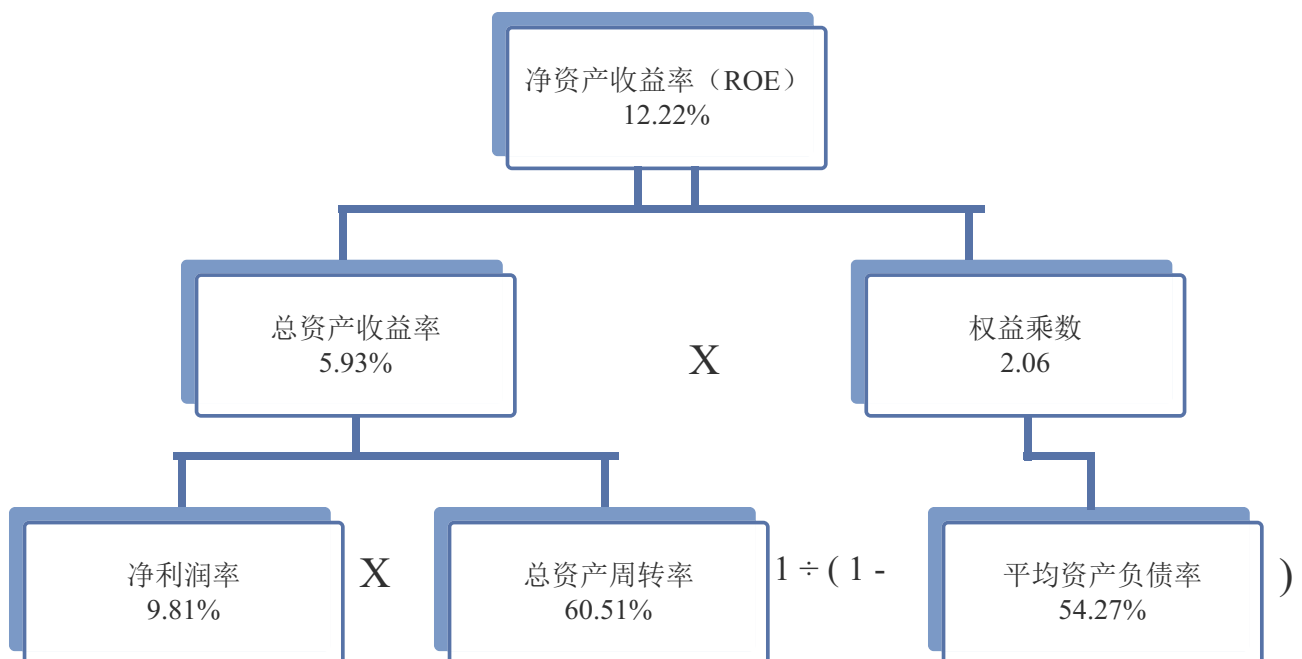 净资产收益率（ROE）
12.22%
总资产收益率
5.93%
X
权益乘数
2.06
净利润率
9.81%
X
总资产周转率
60.51%
1 ÷ ( 1 -
平均资产负债率
54.27%
)